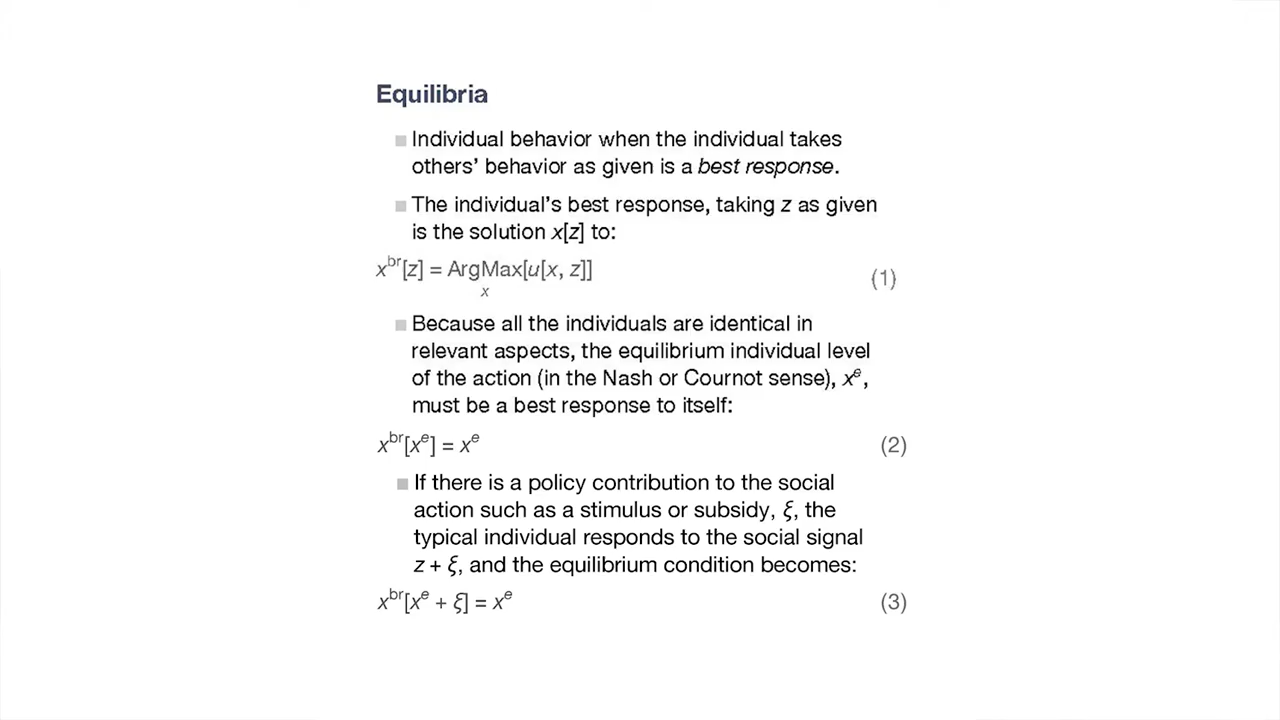 Equilibria
Individual behavior when the individual takes
others’ behavior as given is a best response.
The individual’s best response, taking z as given
is the solution x[z] to:
x^br[z] = ArgMax[u[x, z]]
x
(1)
Because all the individuals are identical in
relevant aspects, the equilibrium individual level
of the action (in the Nash or Cournot sense), x^e,
must be a best response to itself:
x^br[x^e] = x^e (2)
If there is a policy contribution to the social
action such as a stimulus or subsidy, ξ, the
typical individual responds to the social signal
z + ξ, and the equilibrium condition becomes:
x^br[x^e + ξ] = x^e (3)